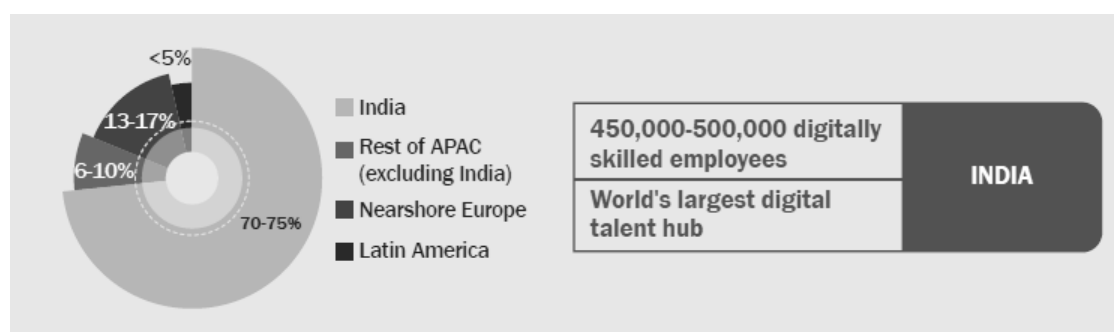 <5%
13-17%
6-10%
70-75%
India
Rest of APAC
(excluding India)
Nearshore Europe
Latin America
450,000-500,000 digitally
skilled employees
World's largest digital
talent hub
INDIA